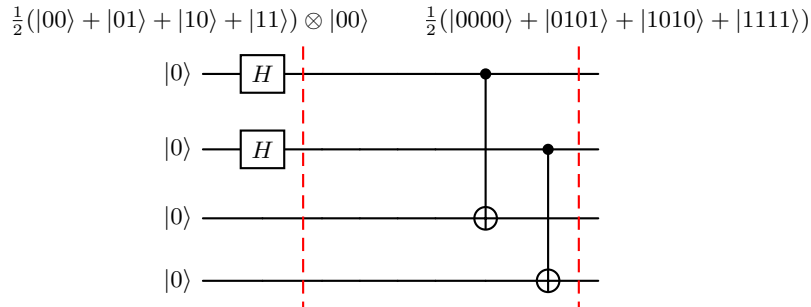 ½(|00⟩ + |01⟩ + |10⟩ + |11⟩) ⊗ |00⟩
½(|0000⟩ + |0101⟩ + |1010⟩ + |1111⟩)
|0⟩ H
|0⟩ H
|0⟩
|0⟩